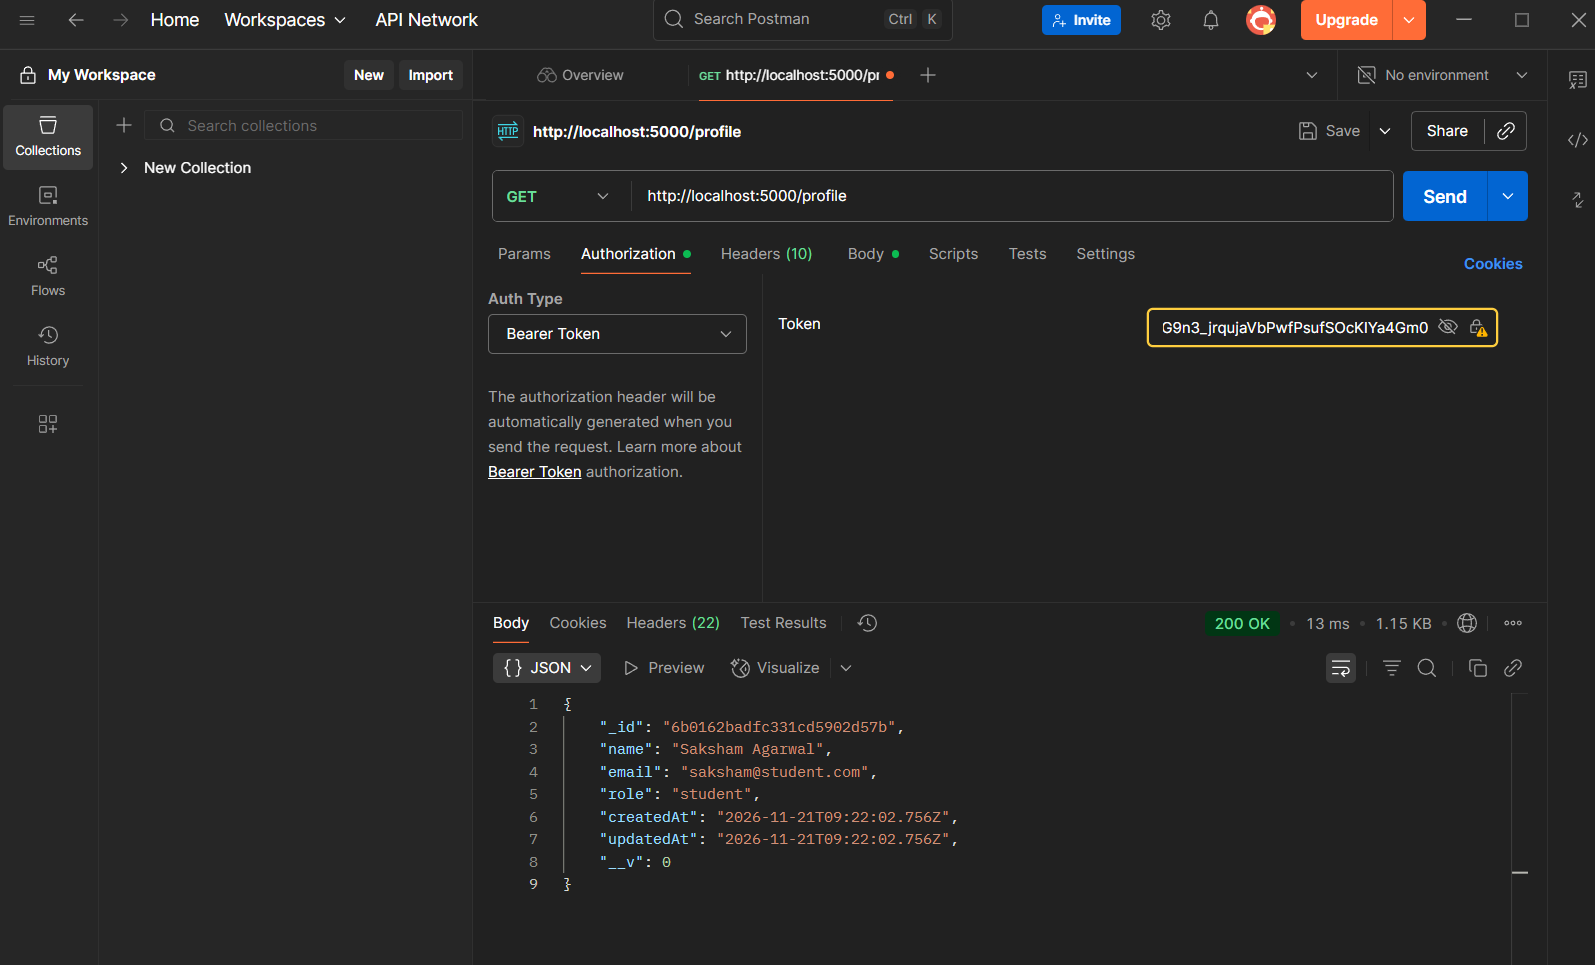 Home Workspaces API Network Search Postman Ctrl K Invite Upgrade
My Workspace New Import Overview GET http://localhost:5000/pr No environment
Collections
Environments
Flows
History
Search collections
New Collection
HTTP http://localhost:5000/profile Save Share
GET http://localhost:5000/profile Send
Params Authorization Headers (10) Body Scripts Tests Settings Cookies
Auth Type
Bearer Token
The authorization header will be
automatically generated when you
send the request. Learn more about
Bearer Token authorization.
Token G9n3_jrqujaVbPwfPsufSOcKIYa4Gm0
Body Cookies Headers (22) Test Results 200 OK • 13 ms • 1.15 KB
{} JSON Preview Visualize
1 {
2 "_id": "6b0162badfc331cd5902d57b",
3 "name": "Saksham Agarwal",
4 "email": "saksham@student.com",
5 "role": "student",
6 "createdAt": "2026-11-21T09:22:02.756Z",
7 "updatedAt": "2026-11-21T09:22:02.756Z",
8 "__v": 0
9 }